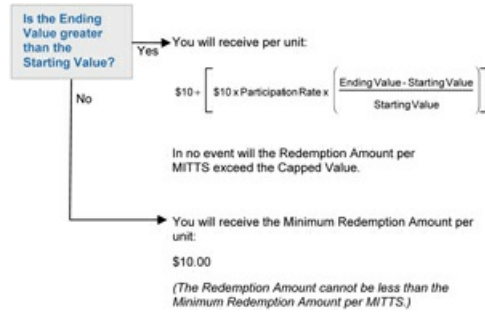 Is the Ending
Value greater
than the
Starting Value?
Yes
You will receive per unit:
$10 + [ $10 x Participation Rate x ( Ending Value - Starting Value
Starting Value ) ]
No
In no event will the Redemption Amount per
MITTS exceed the Capped Value.
You will receive the Minimum Redemption Amount per
unit:
$10.00
(The Redemption Amount cannot be less than the
Minimum Redemption Amount per MITTS.)